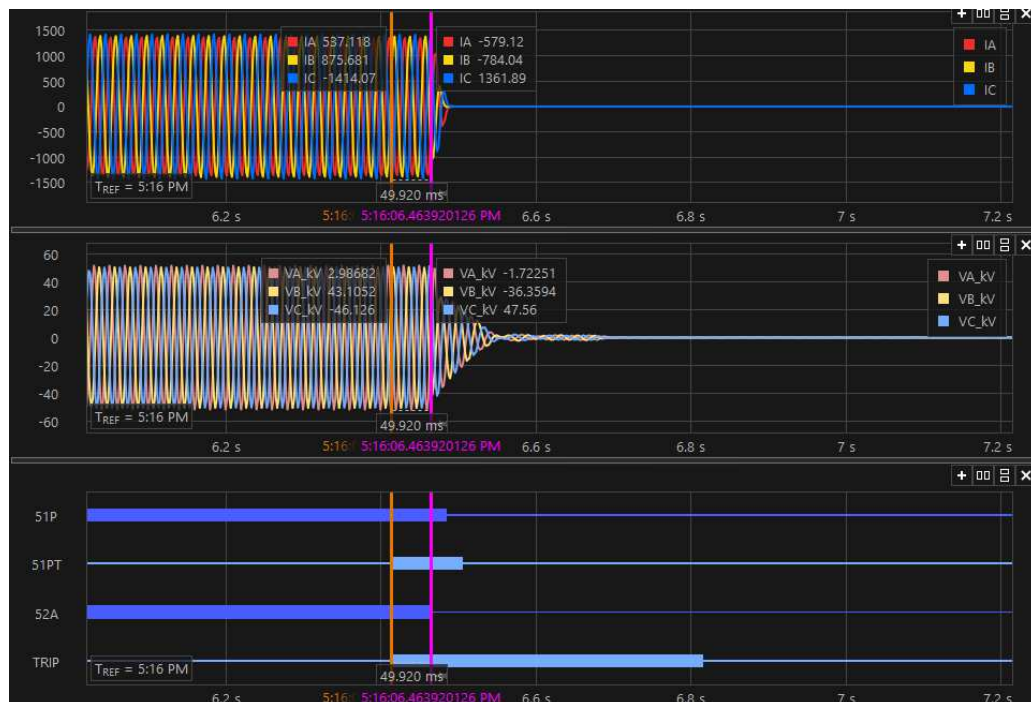 1500
1000
500
0
-500
-1000
-1500
IA 537.118
IB 875.681
IC -1414.07
IA -579.12
IB -784.04
IC 1361.89
IA
IB
IC
TREF = 5:16 PM
49.920 ms
6.2 s
5:16:
5:16:06.463920126 PM
6.6 s
6.8 s
7 s
7.2 s
60
40
20
0
-20
-40
-60
VA_kV 2.98682
VB_kV 43.1052
VC_kV -46.126
VA_kV -1.72251
VB_kV -36.3594
VC_kV 47.56
VA_kV
VB_kV
VC_kV
TREF = 5:16 PM
49.920 ms
6.2 s
5:16:
5:16:06.463920126 PM
6.6 s
6.8 s
7 s
7.2 s
51P
51PT
52A
TRIP
TREF = 5:16 PM
49.920 ms
6.2 s
5:16:
5:16:06.463920126 PM
6.6 s
6.8 s
7 s
7.2 s